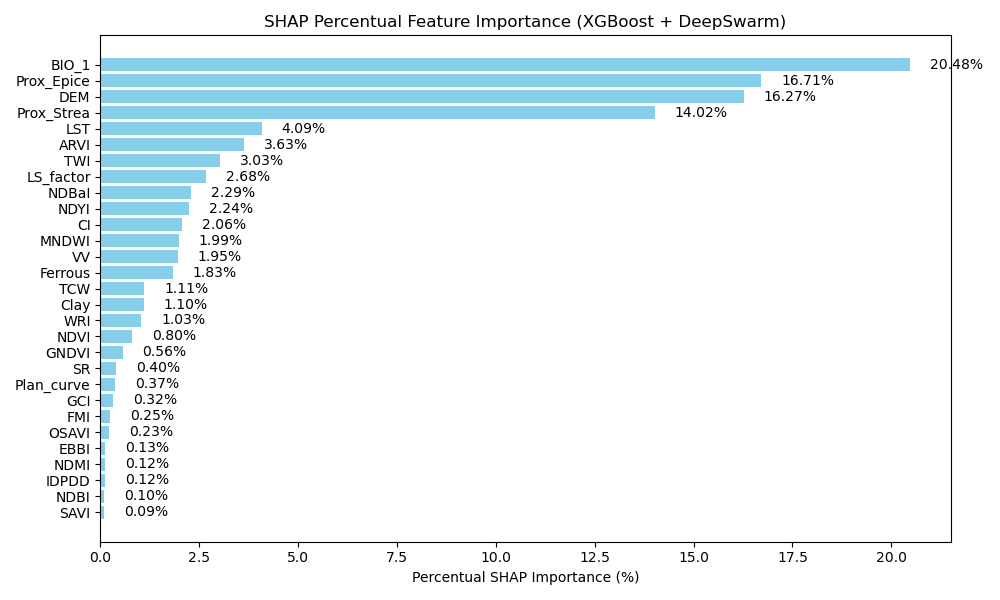 SHAP Percentual Feature Importance (XGBoost + DeepSwarm)
BIO_1 20.48%
Prox_Epice 16.71%
DEM 16.27%
Prox_Strea 14.02%
LST 4.09%
ARVI 3.63%
TWI 3.03%
LS_factor 2.68%
NDBaI 2.29%
NDYI 2.24%
CI 2.06%
MNDWI 1.99%
VV 1.95%
Ferrous 1.83%
TCW 1.11%
Clay 1.10%
WRI 1.03%
NDVI 0.80%
GNDVI 0.56%
SR 0.40%
Plan_curve 0.37%
GCI 0.32%
FMI 0.25%
OSAVI 0.23%
EBBI 0.13%
NDMI 0.12%
IDPDD 0.12%
NDBI 0.10%
SAVI 0.09%
0.0 2.5 5.0 7.5 10.0 12.5 15.0 17.5 20.0
Percentual SHAP Importance (%)